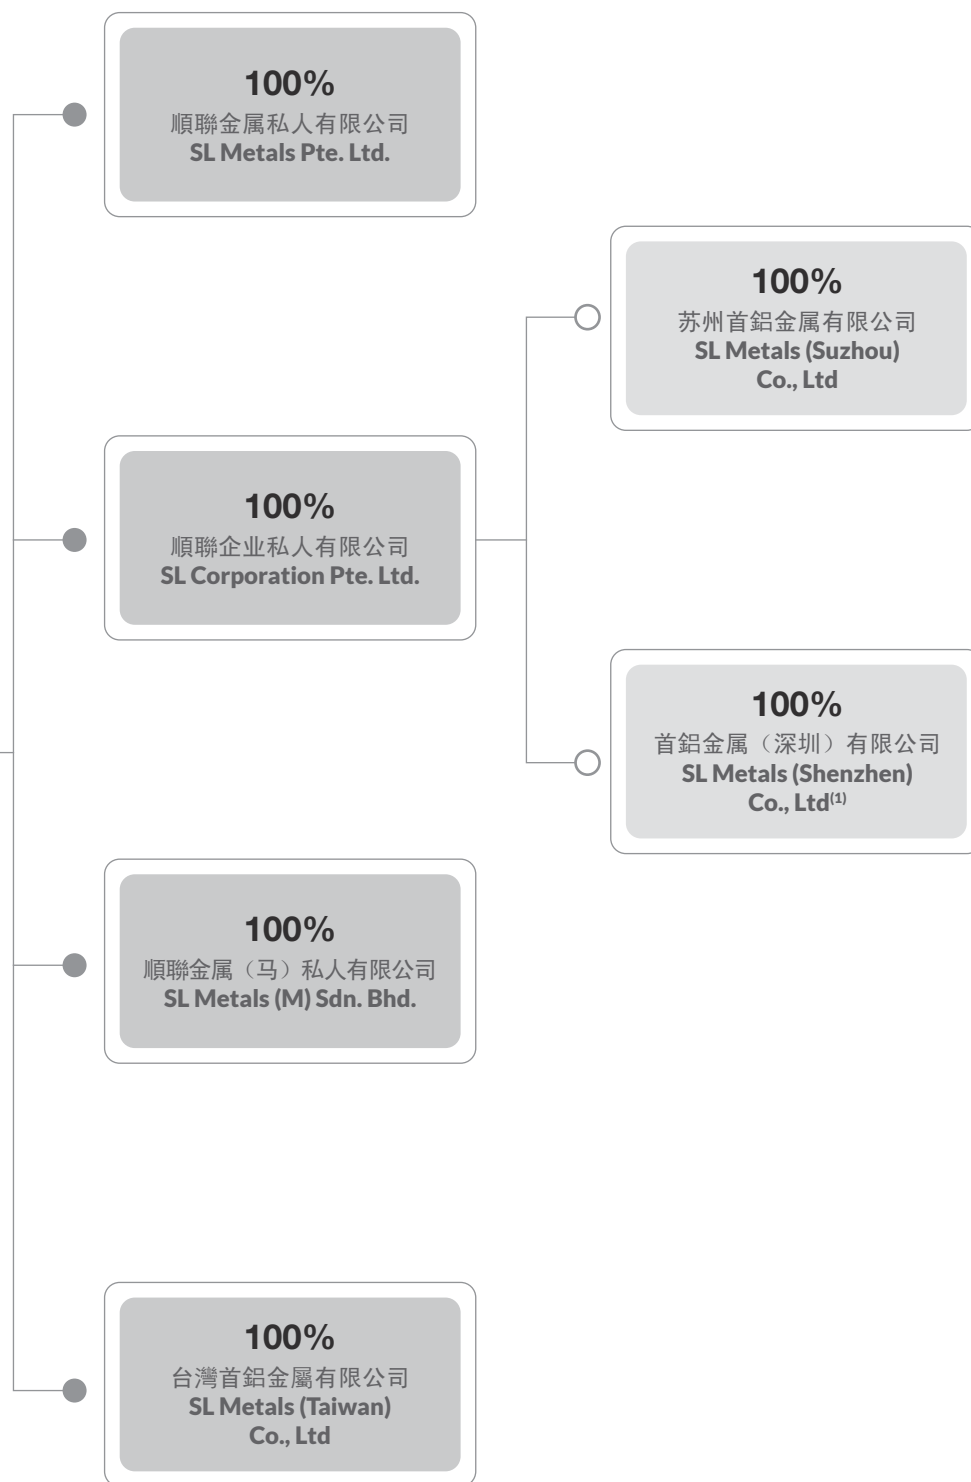 100%
順聯金属私人有限公司
SL Metals Pte. Ltd.
100%
苏州首鋁金属有限公司
SL Metals (Suzhou)
Co., Ltd
100%
順聯企业私人有限公司
SL Corporation Pte. Ltd.
100%
首鋁金属（深圳）有限公司
SL Metals (Shenzhen)
Co., Ltd(1)
100%
順聯金属（马）私人有限公司
SL Metals (M) Sdn. Bhd.
100%
台灣首鋁金屬有限公司
SL Metals (Taiwan)
Co., Ltd